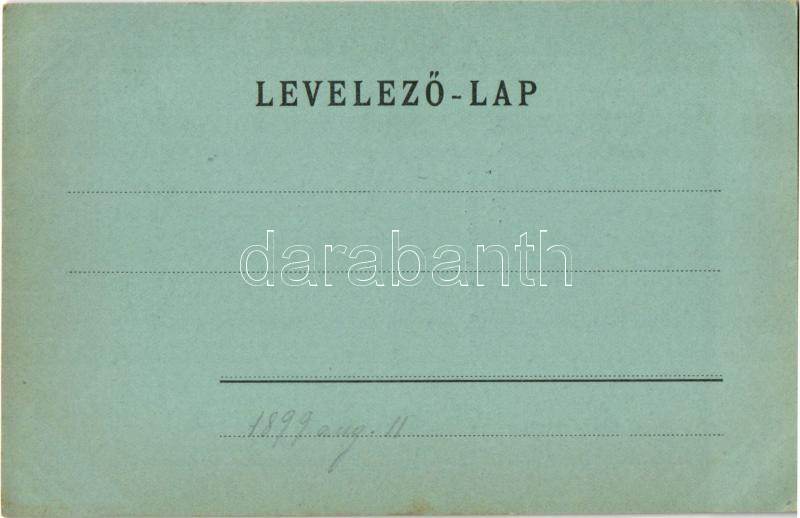 LEVELEZŐ-LAP
darabanth
1899 aug. 11